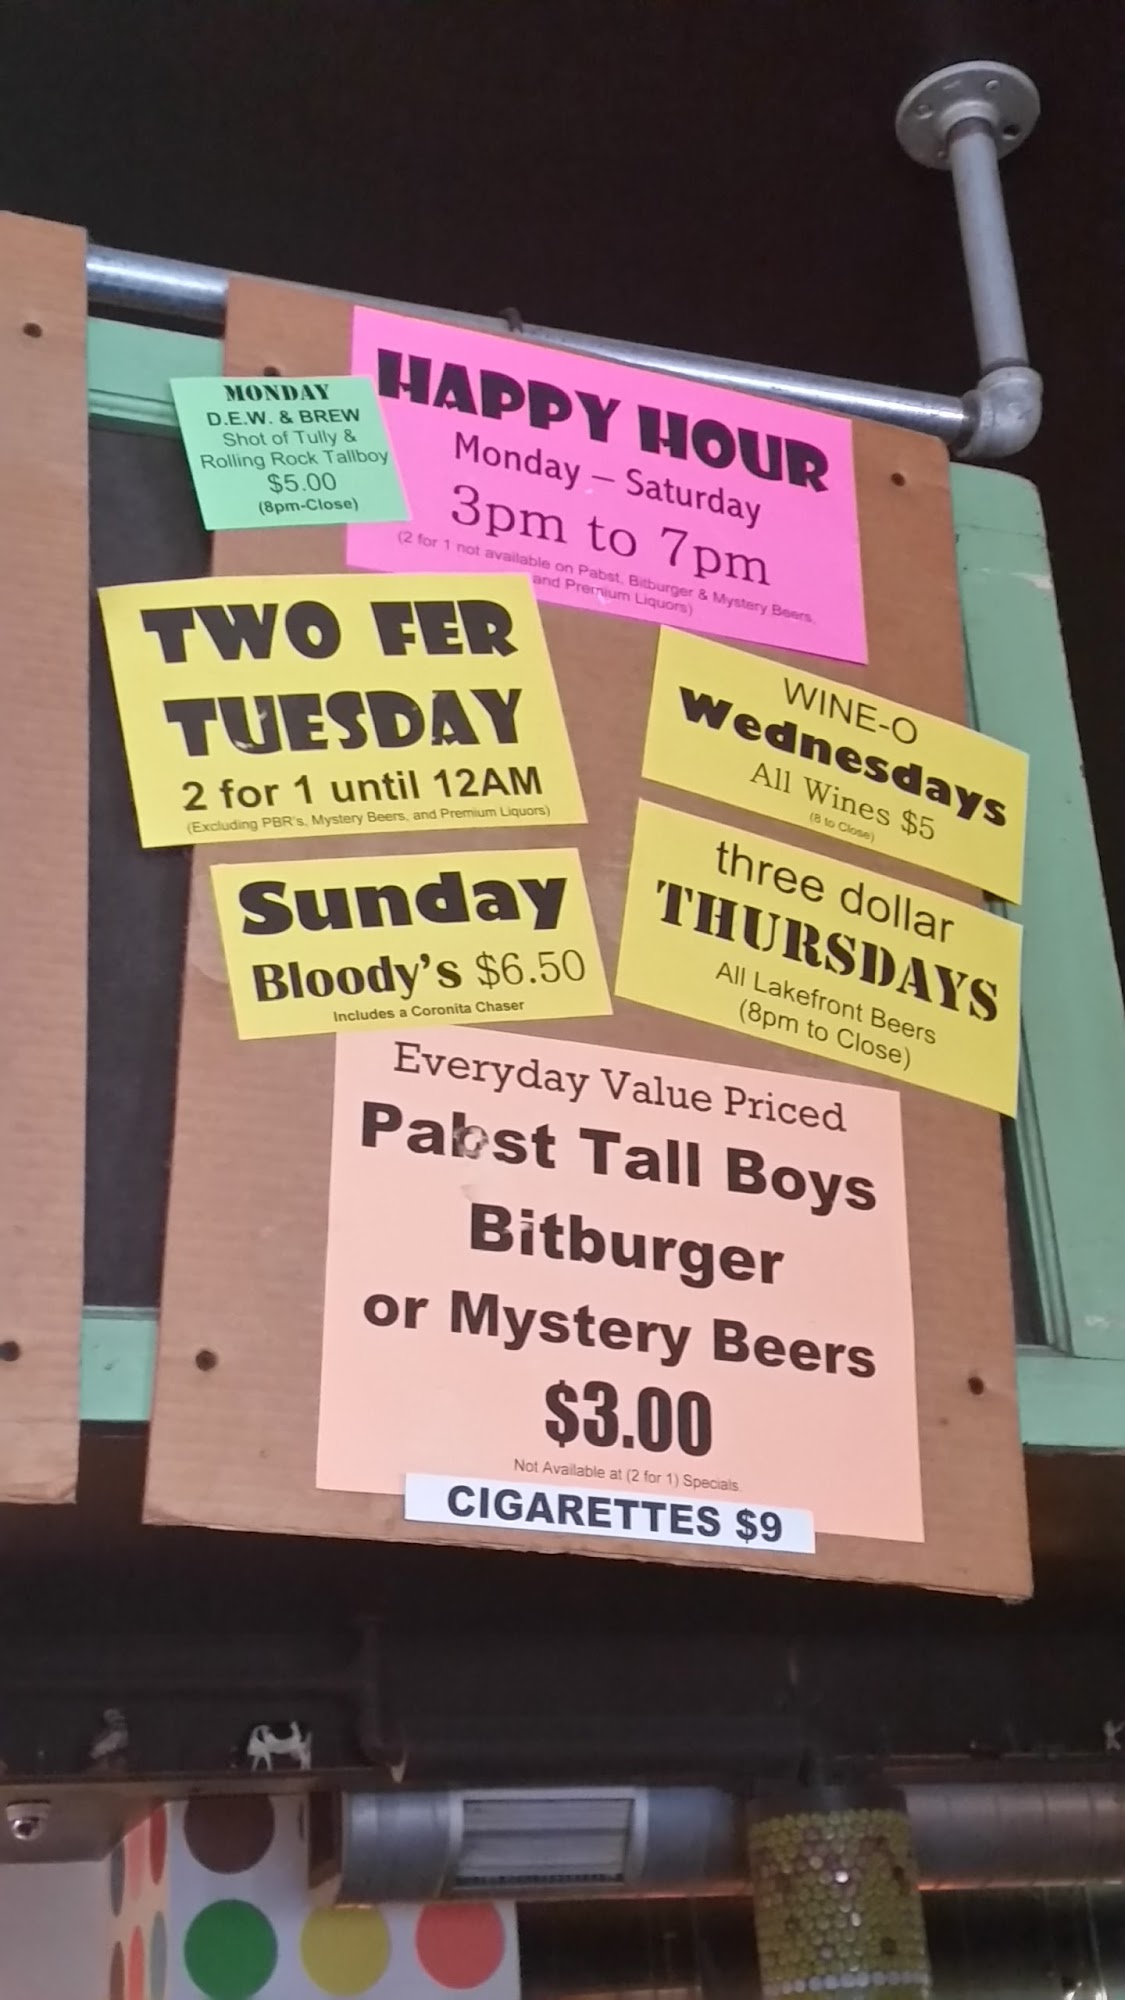 MONDAY
D.E.W. & BREW
Shot of Tully &
Rolling Rock Tallboy
$5.00
(8pm-Close)
HAPPY HOUR
Monday – Saturday
3pm to 7pm
(2 for 1 not available on Pabst, Bitburger & Mystery Beers,
and Premium Liquors)
TWO FER
TUESDAY
2 for 1 until 12AM
(Excluding PBR's, Mystery Beers, and Premium Liquors)
WINE-O
Wednesdays
All Wines $5
(8 to Close)
three dollar
THURSDAYS
All Lakefront Beers
(8pm to Close)
Sunday
Bloody's $6.50
Includes a Coronita Chaser
Everyday Value Priced
Pabst Tall Boys
Bitburger
or Mystery Beers
$3.00
Not Available at (2 for 1) Specials.
CIGARETTES $9